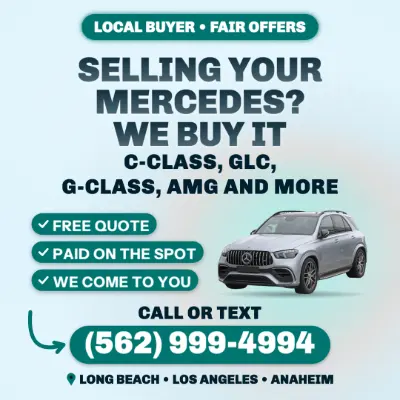 LOCAL BUYER • FAIR OFFERS
SELLING YOUR
MERCEDES?
WE BUY IT
C-CLASS, GLC,
G-CLASS, AMG AND MORE
FREE QUOTE
PAID ON THE SPOT
WE COME TO YOU
CALL OR TEXT
(562) 999-4994
LONG BEACH • LOS ANGELES • ANAHEIM